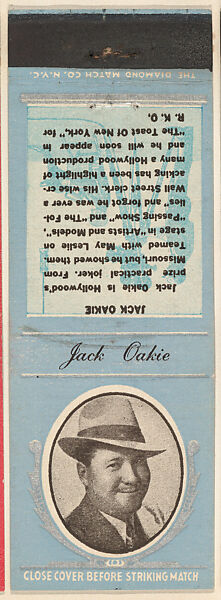 THE DIAMOND MATCH CO. N.Y.C.
JACK OAKIE
Jack Oakie is Hollywood's
prize practical joker. From
Missouri, but he showed them.
Teamed with May Leslie on
stage in "Artists and Models",
"Passing Show" and "The Fol-
lies" and forgot he was ever a
Wall Street clerk. His wise-cr
acking has been a highlight of
many a Hollywood production
and he soon will appear in
"The Toast Of New York," for
R. K. O.
Jack Oakie
CLOSE COVER BEFORE STRIKING MATCH